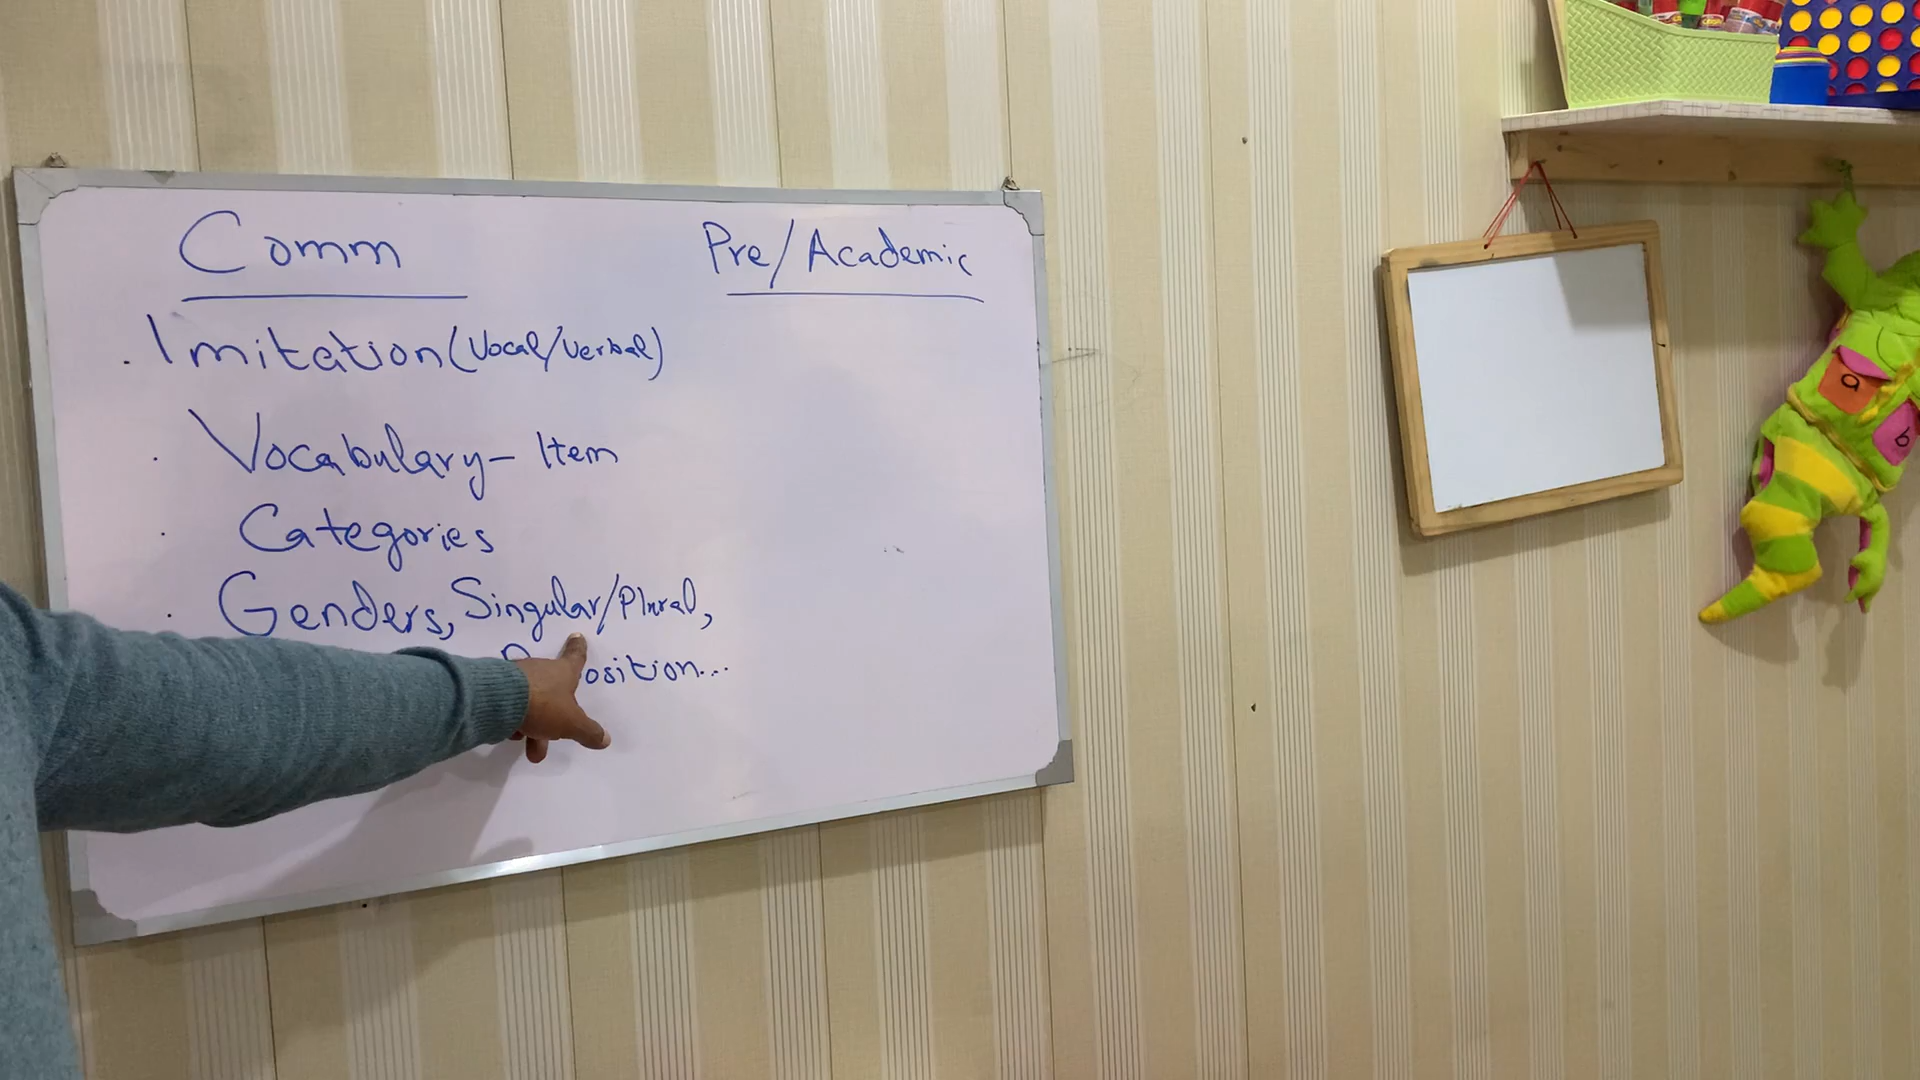 Comm
Pre/Academic
. Imitation (Vocal/Verbal)
. Vocabulary - Item
. Categories
. Genders, Singular/Plural,
osition...
a
b